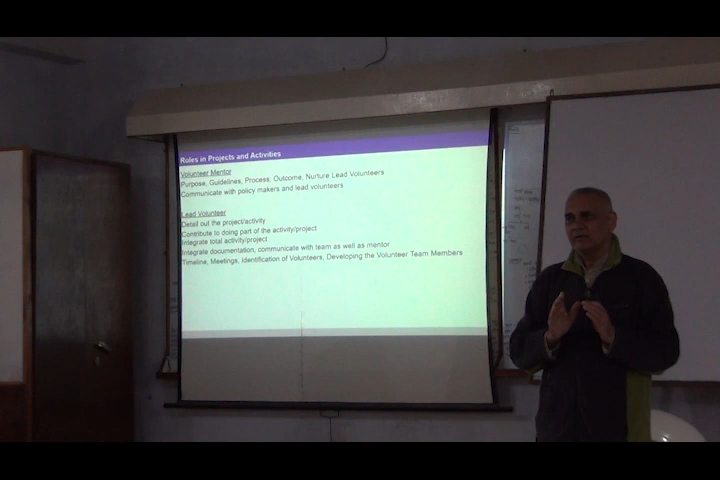 Roles in Projects and Activities
Volunteer Mentor
Purpose, Guidelines, Process, Outcome, Nurture Lead Volunteers
Communicate with policy makers and lead volunteers
Lead Volunteer
Detail out the project/activity
Contribute to doing part of the activity/project
Integrate total activity/project
Integrate documentation, communicate with team as well as mentor
Timeline, Meetings, Identification of Volunteers, Developing the Volunteer Team Members